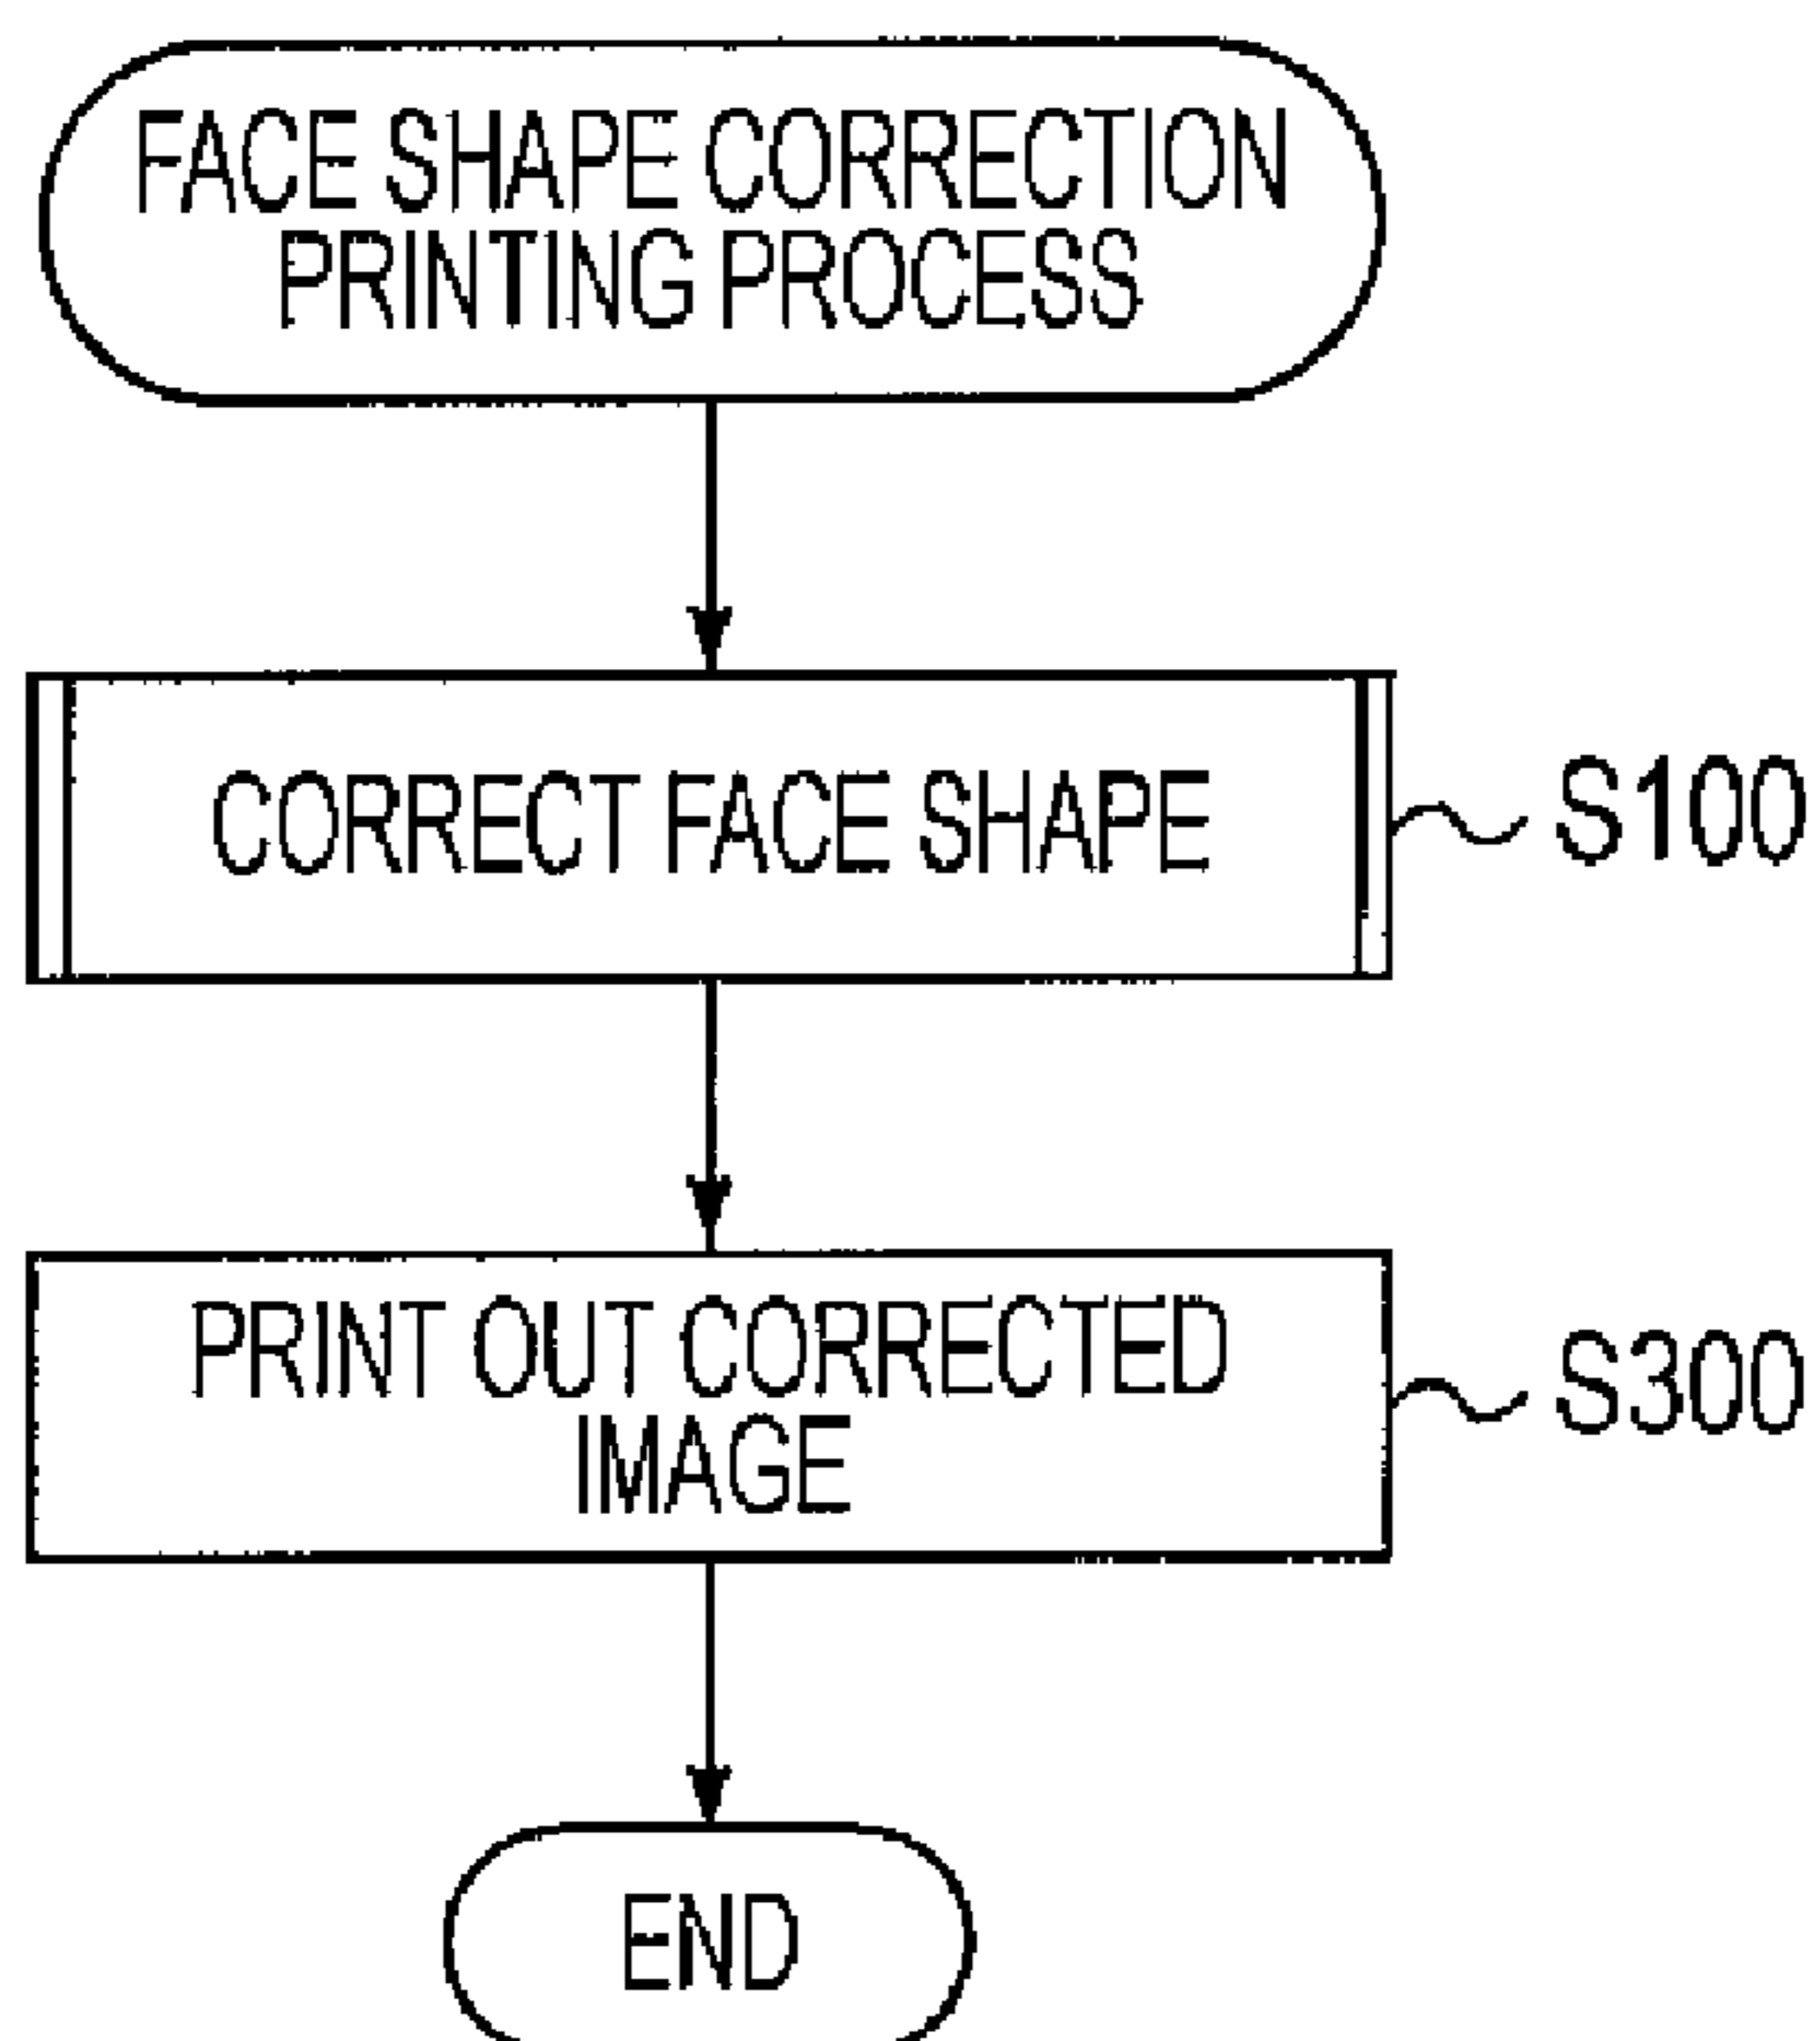 FACE SHAPE CORRECTION
PRINTING PROCESS
CORRECT FACE SHAPE
S100
PRINT OUT CORRECTED
IMAGE
S300
END